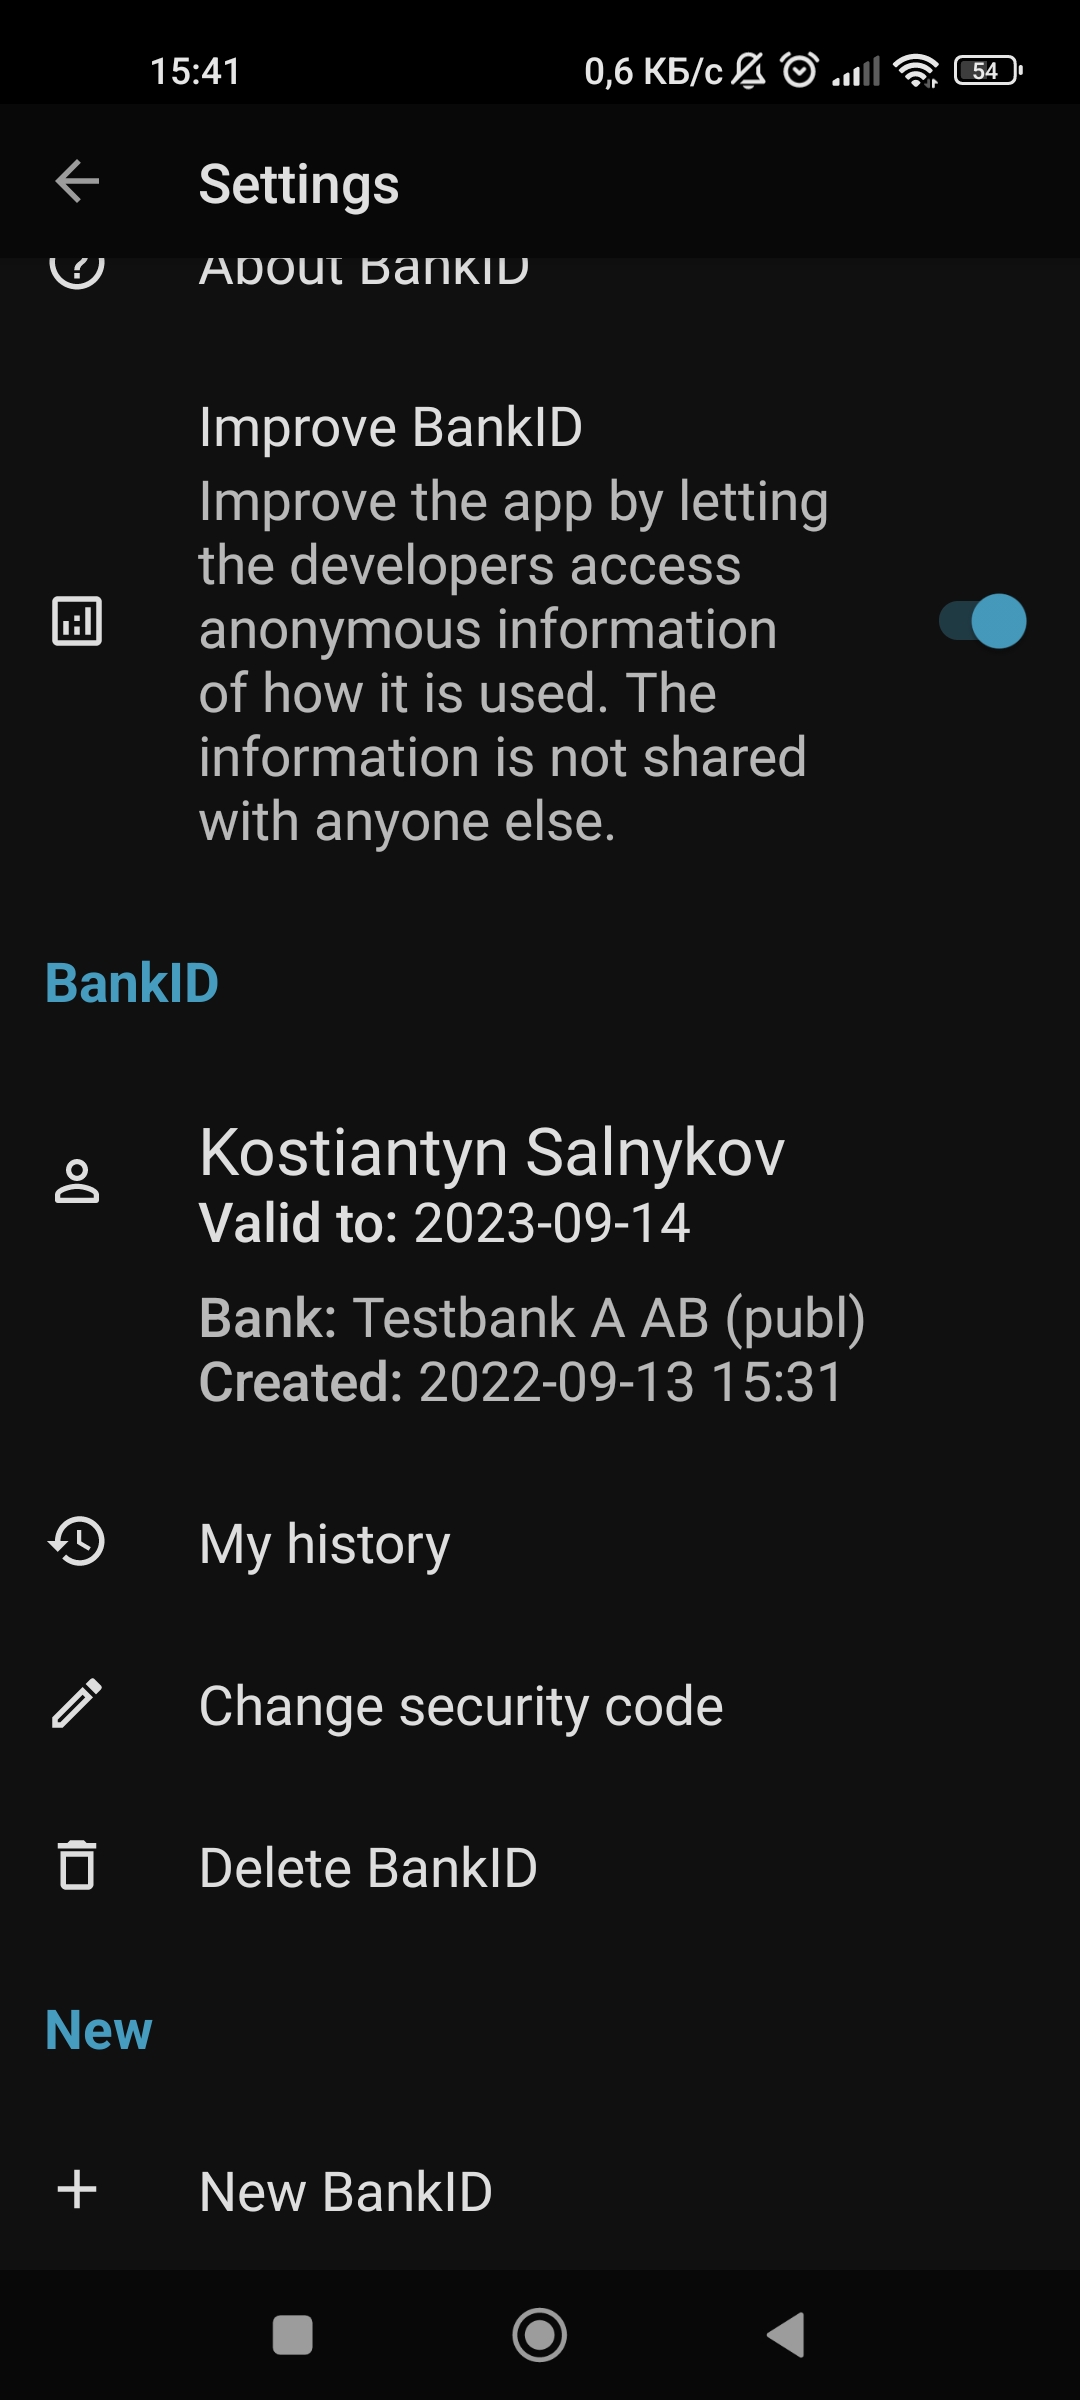 15:41
0,6 КБ/с
54
Settings
About BankID
Improve BankID
Improve the app by letting
the developers access
anonymous information
of how it is used. The
information is not shared
with anyone else.
BankID
Kostiantyn Salnykov
Valid to: 2023-09-14
Bank: Testbank A AB (publ)
Created: 2022-09-13 15:31
My history
Change security code
Delete BankID
New
New BankID